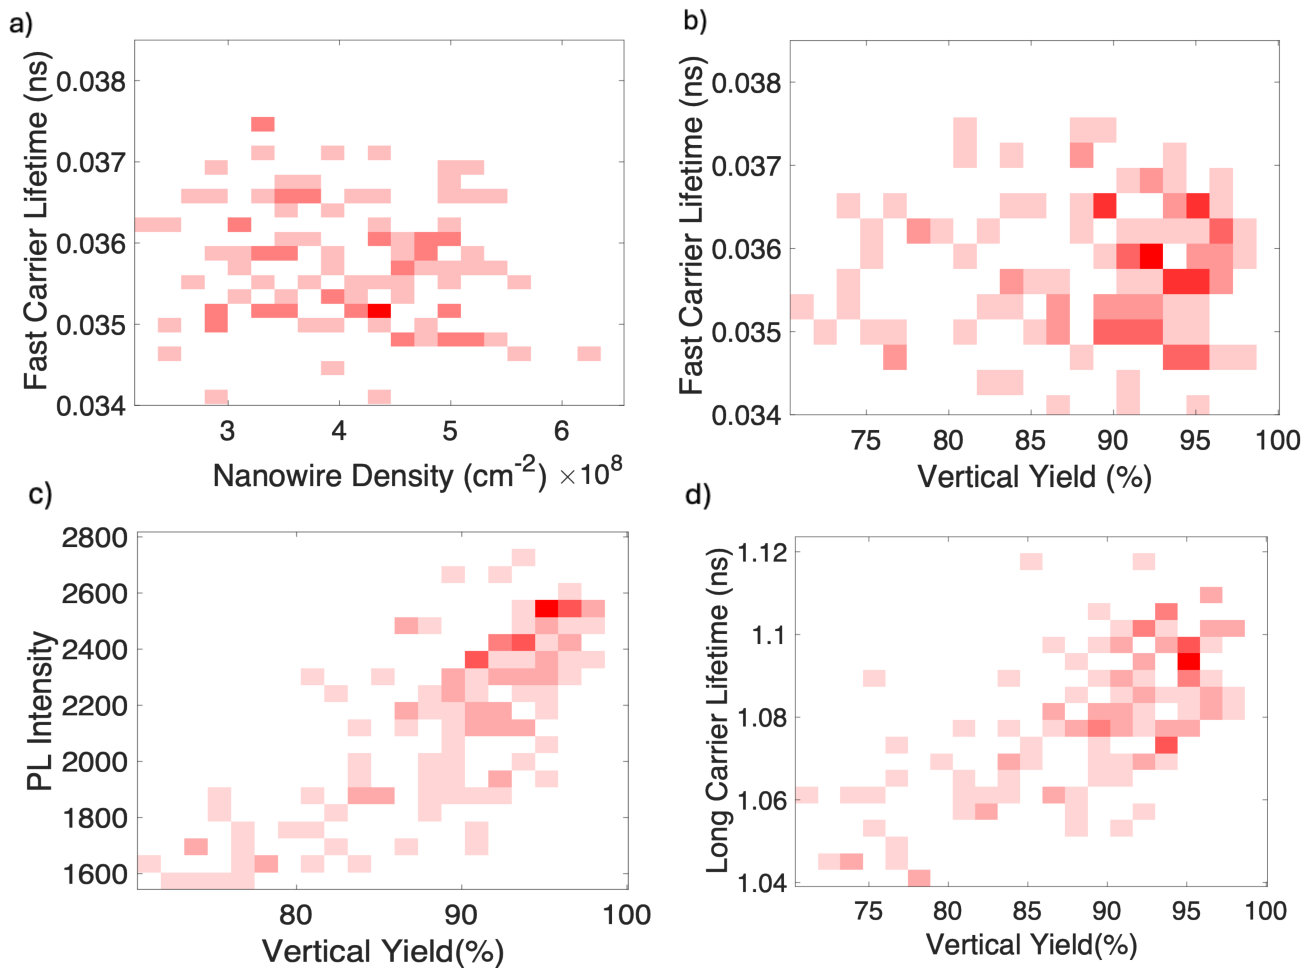 a)
Fast Carrier Lifetime (ns)
0.038
0.037
0.036
0.035
0.034
3 4 5 6
Nanowire Density (cm⁻²) ×10⁸
b)
Fast Carrier Lifetime (ns)
0.038
0.037
0.036
0.035
0.034
75 80 85 90 95 100
Vertical Yield (%)
c)
PL Intensity
2800
2600
2400
2200
2000
1800
1600
80 90 100
Vertical Yield(%)
d)
Long Carrier Lifetime (ns)
1.12
1.1
1.08
1.06
1.04
75 80 85 90 95 100
Vertical Yield(%)